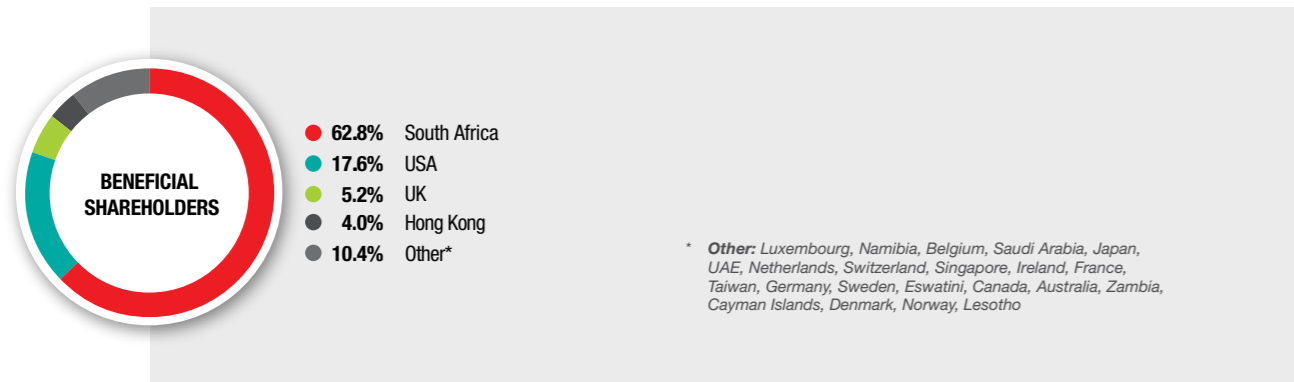 BENEFICIAL
SHAREHOLDERS
62.8% South Africa
17.6% USA
5.2% UK
4.0% Hong Kong
10.4% Other*
* Other: Luxembourg, Namibia, Belgium, Saudi Arabia, Japan,
UAE, Netherlands, Switzerland, Singapore, Ireland, France,
Taiwan, Germany, Sweden, Eswatini, Canada, Australia, Zambia,
Cayman Islands, Denmark, Norway, Lesotho